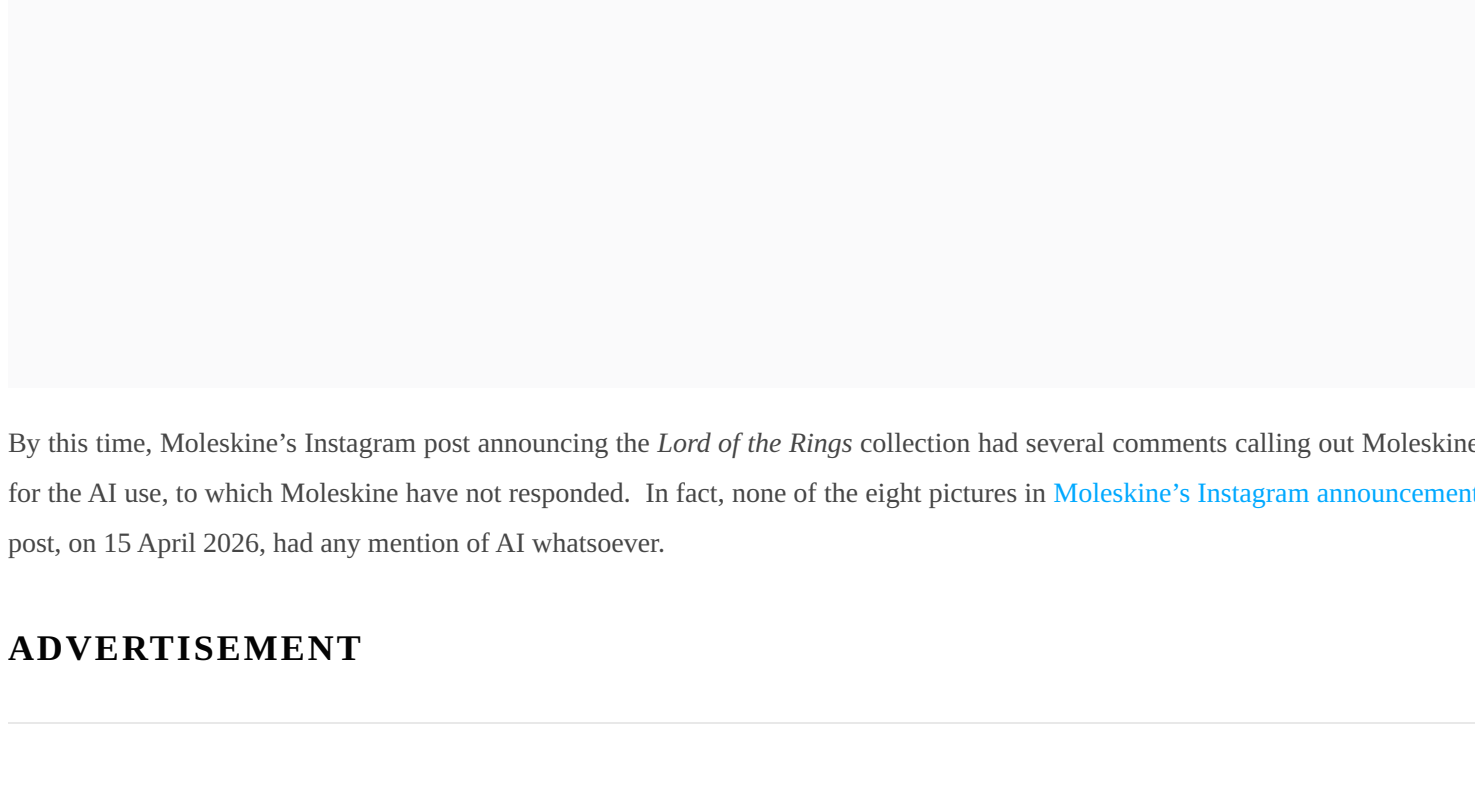 By this time, Moleskine’s Instagram post announcing the Lord of the Rings collection had several comments calling out Moleskine
for the AI use, to which Moleskine have not responded.  In fact, none of the eight pictures in Moleskine’s Instagram announcement
post, on 15 April 2026, had any mention of AI whatsoever.
ADVERTISEMENT